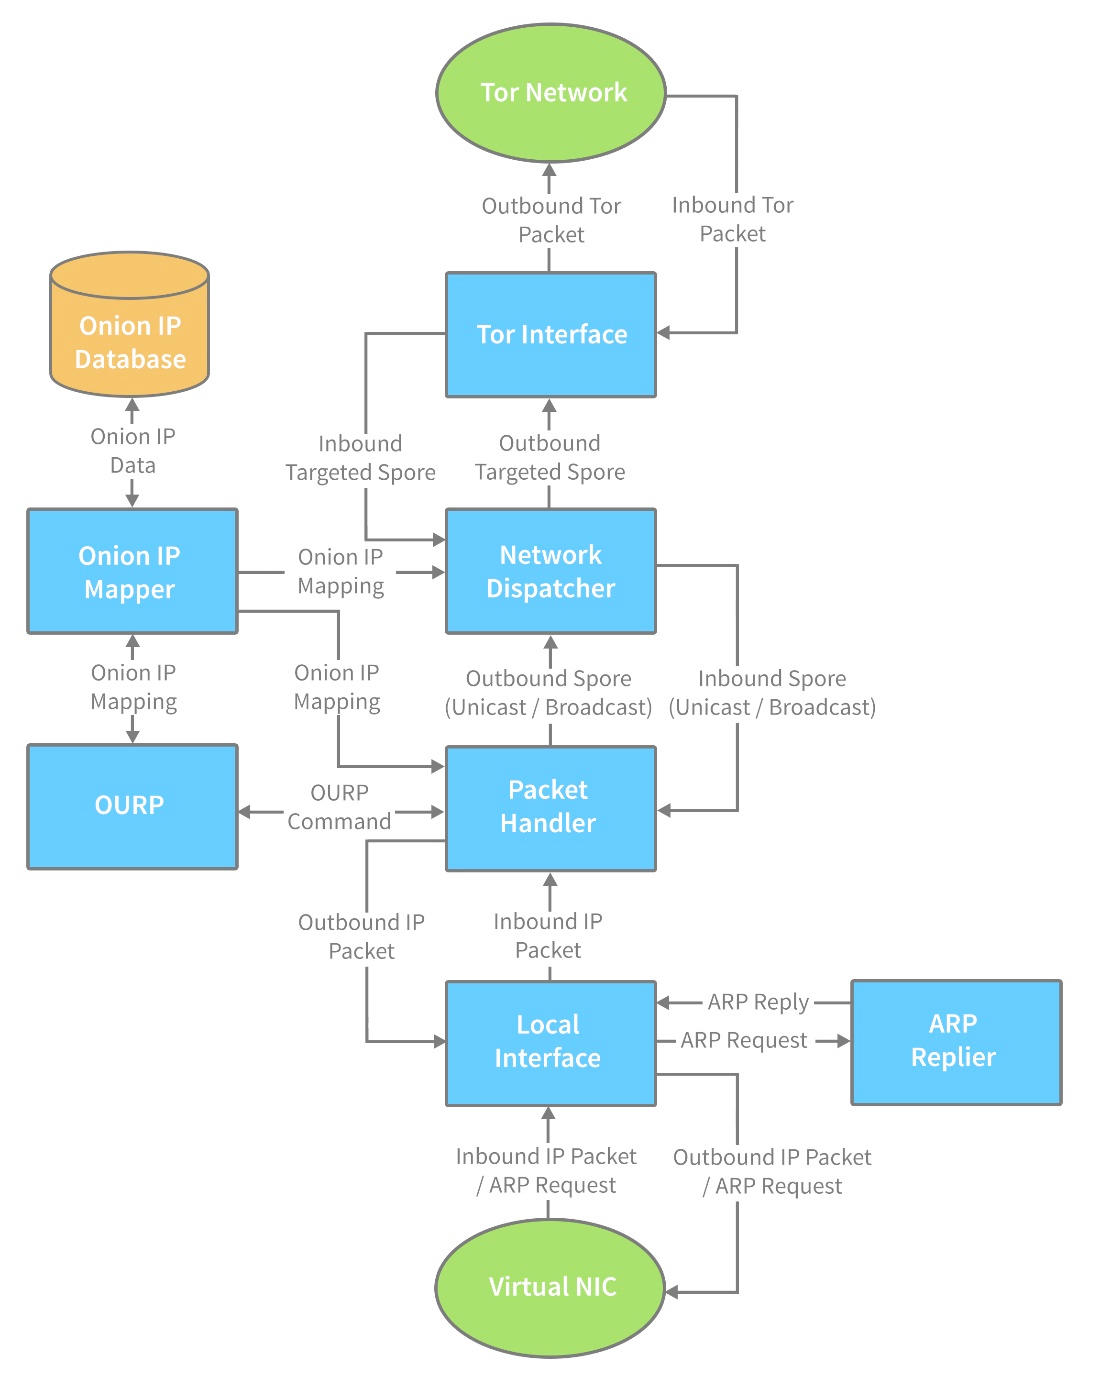 Tor Network
Outbound Tor
Packet
Inbound Tor
Packet
Onion IP
Database
Tor Interface
Onion IP
Data
Inbound
Targeted Spore
Outbound
Targeted Spore
Onion IP
Mapper
Onion IP
Mapping
Network
Dispatcher
Onion IP
Mapping
Onion IP
Mapping
Outbound Spore
(Unicast / Broadcast)
Inbound Spore
(Unicast / Broadcast)
OURP
OURP
Command
Packet
Handler
Outbound IP
Packet
Inbound IP
Packet
Local
Interface
ARP Reply
ARP Request
ARP
Replier
Inbound IP Packet
/ ARP Request
Outbound IP Packet
/ ARP Request
Virtual NIC